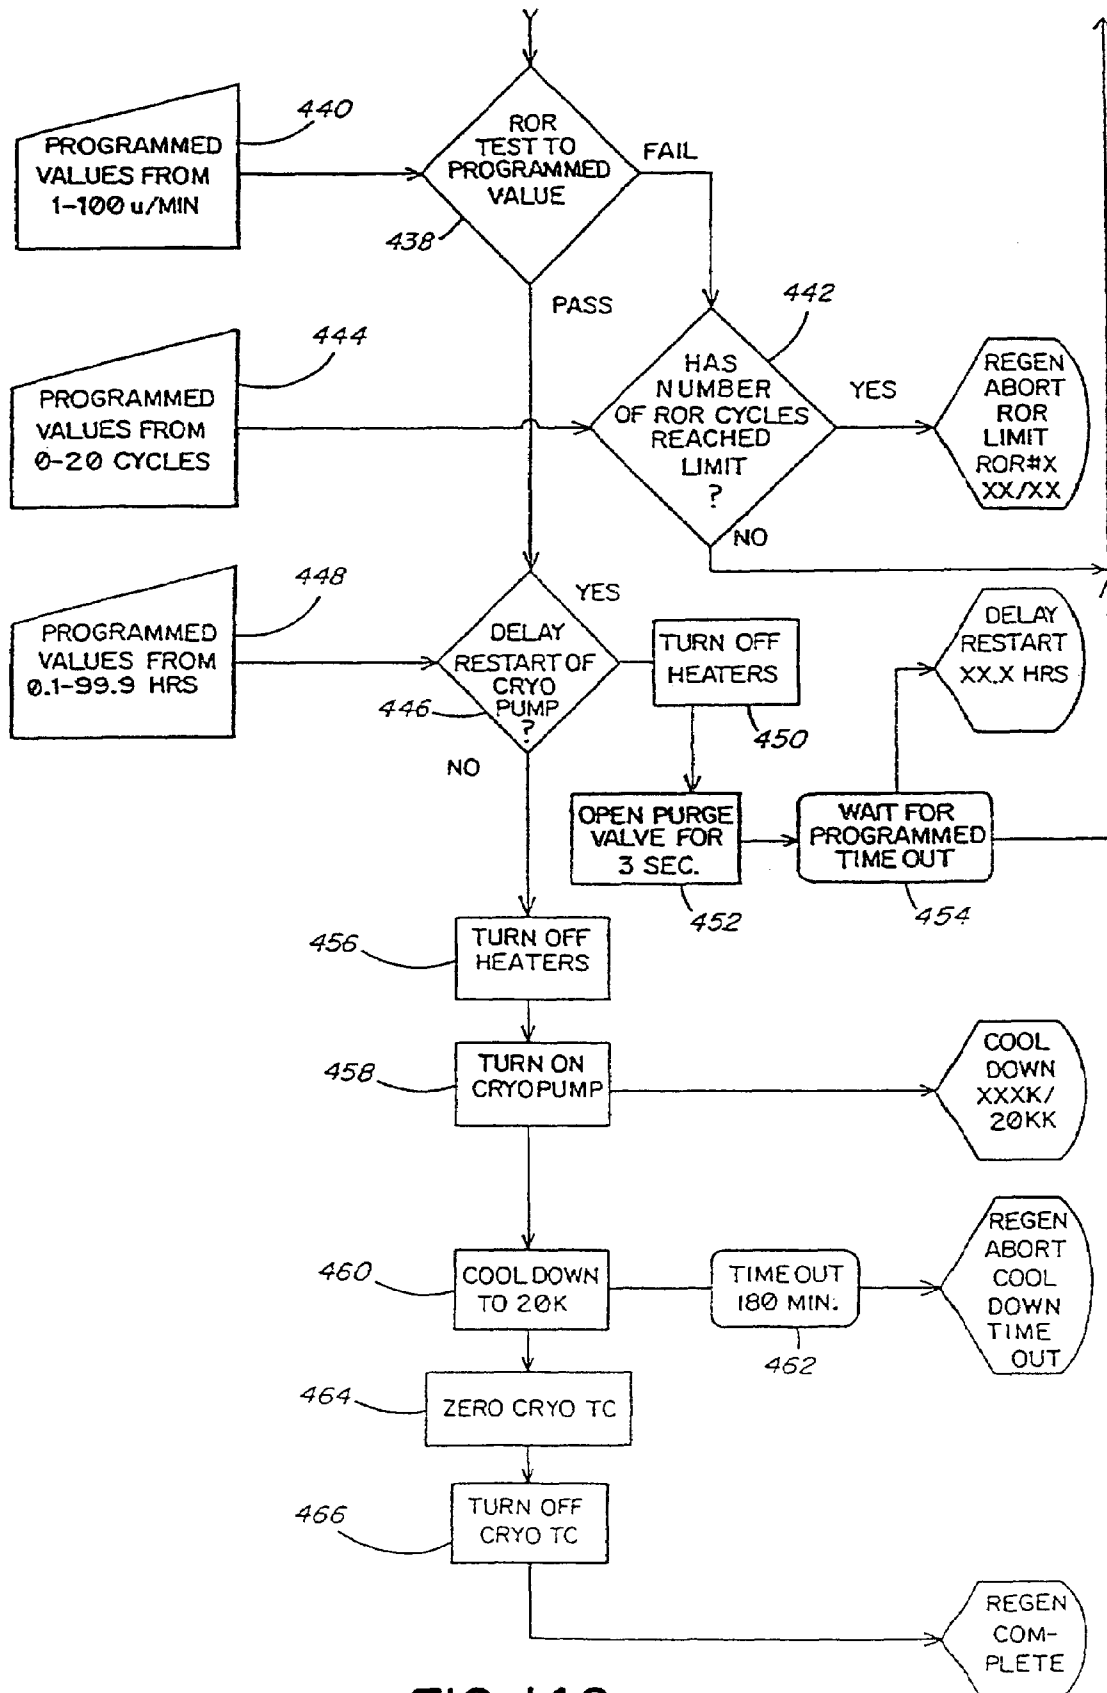 440
PROGRAMMED
VALUES FROM
1-100 u/MIN
ROR
TEST TO
PROGRAMMED
VALUE
438
FAIL
PASS
442
444
PROGRAMMED
VALUES FROM
0-20 CYCLES
HAS
NUMBER
OF ROR CYCLES
REACHED
LIMIT
?
YES
NO
REGEN
ABORT
ROR
LIMIT
ROR#X
XX/XX
448
PROGRAMMED
VALUES FROM
0.1-99.9 HRS
DELAY
RESTART OF
CRYO
PUMP
?
446
YES
NO
TURN OFF
HEATERS
450
DELAY
RESTART
XX.X HRS
OPEN PURGE
VALVE FOR
3 SEC.
452
WAIT FOR
PROGRAMMED
TIME OUT
454
456
TURN OFF
HEATERS
458
TURN ON
CRYOPUMP
COOL
DOWN
XXXK/
20KK
460
COOL DOWN
TO 20K
TIME OUT
180 MIN.
462
REGEN
ABORT
COOL
DOWN
TIME
OUT
464
ZERO CRYO TC
466
TURN OFF
CRYO TC
REGEN
COM-
PLETE